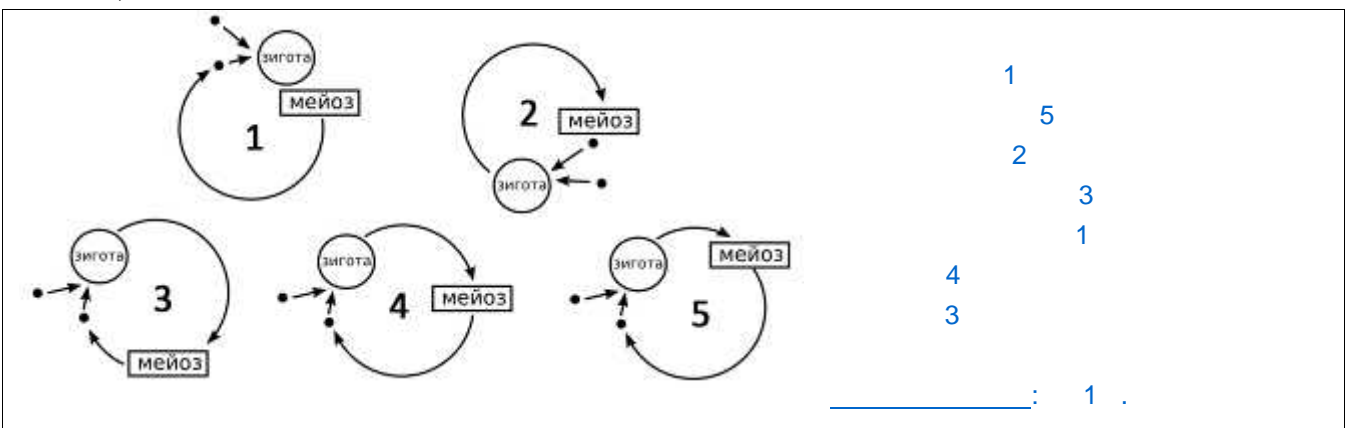 зигота
мейоз
1
2
мейоз
зигота
зигота
3
мейоз
зигота
4
мейоз
зигота
5
мейоз
1
5
2
3
1
4
3
: 1 .